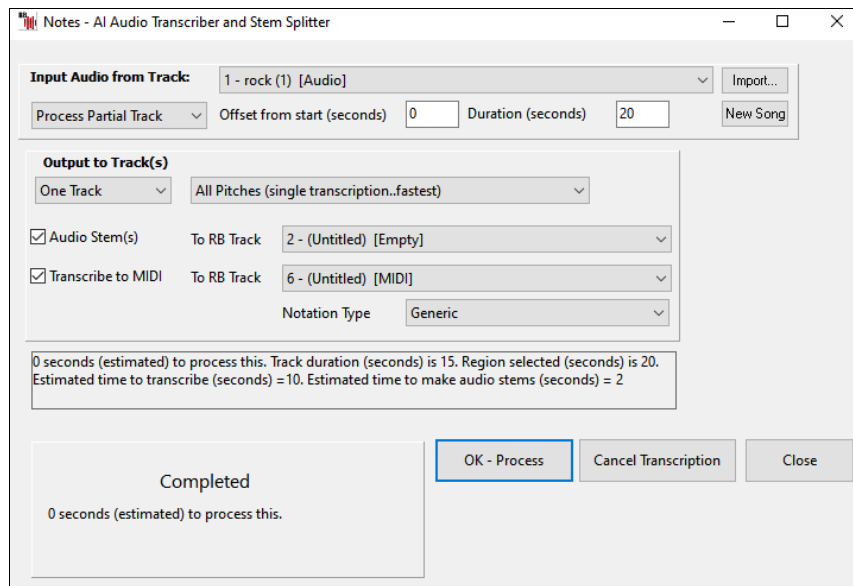 Notes - AI Audio Transcriber and Stem Splitter
Input Audio from Track: 1 - rock (1) [Audio] Import...
Process Partial Track Offset from start (seconds) 0 Duration (seconds) 20 New Song
Output to Track(s)
One Track All Pitches (single transcription..fastest)
Audio Stem(s) To RB Track 2 - (Untitled) [Empty]
Transcribe to MIDI To RB Track 6 - (Untitled) [MIDI]
Notation Type Generic
0 seconds (estimated) to process this. Track duration (seconds) is 15. Region selected (seconds) is 20.
Estimated time to transcribe (seconds) =10. Estimated time to make audio stems (seconds) = 2
OK - Process Cancel Transcription Close
Completed
0 seconds (estimated) to process this.